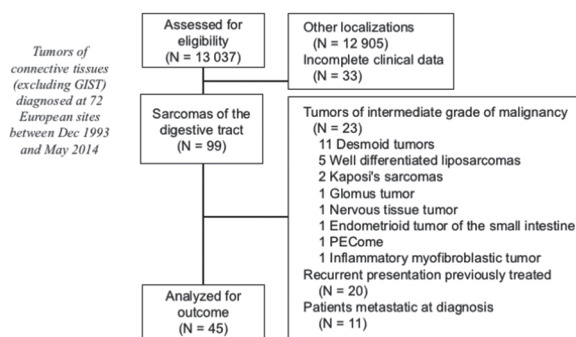 Tumors of
connective tissues
(excluding GIST)
diagnosed at 72
European sites
between Dec 1993
and May 2014
Assessed for
eligibility
(N = 13 037)
Other localizations
(N = 12 905)
Incomplete clinical data
(N = 33)
Sarcomas of the
digestive tract
(N = 99)
Tumors of intermediate grade of malignancy
(N = 23)
11 Desmoid tumors
5 Well differentiated liposarcomas
2 Kaposi's sarcomas
1 Glomus tumor
1 Nervous tissue tumor
1 Endometrioid tumor of the small intestine
1 PECome
1 Inflammatory myofibroblastic tumor
Recurrent presentation previously treated
(N = 20)
Patients metastatic at diagnosis
(N = 11)
Analyzed for
outcome
(N = 45)